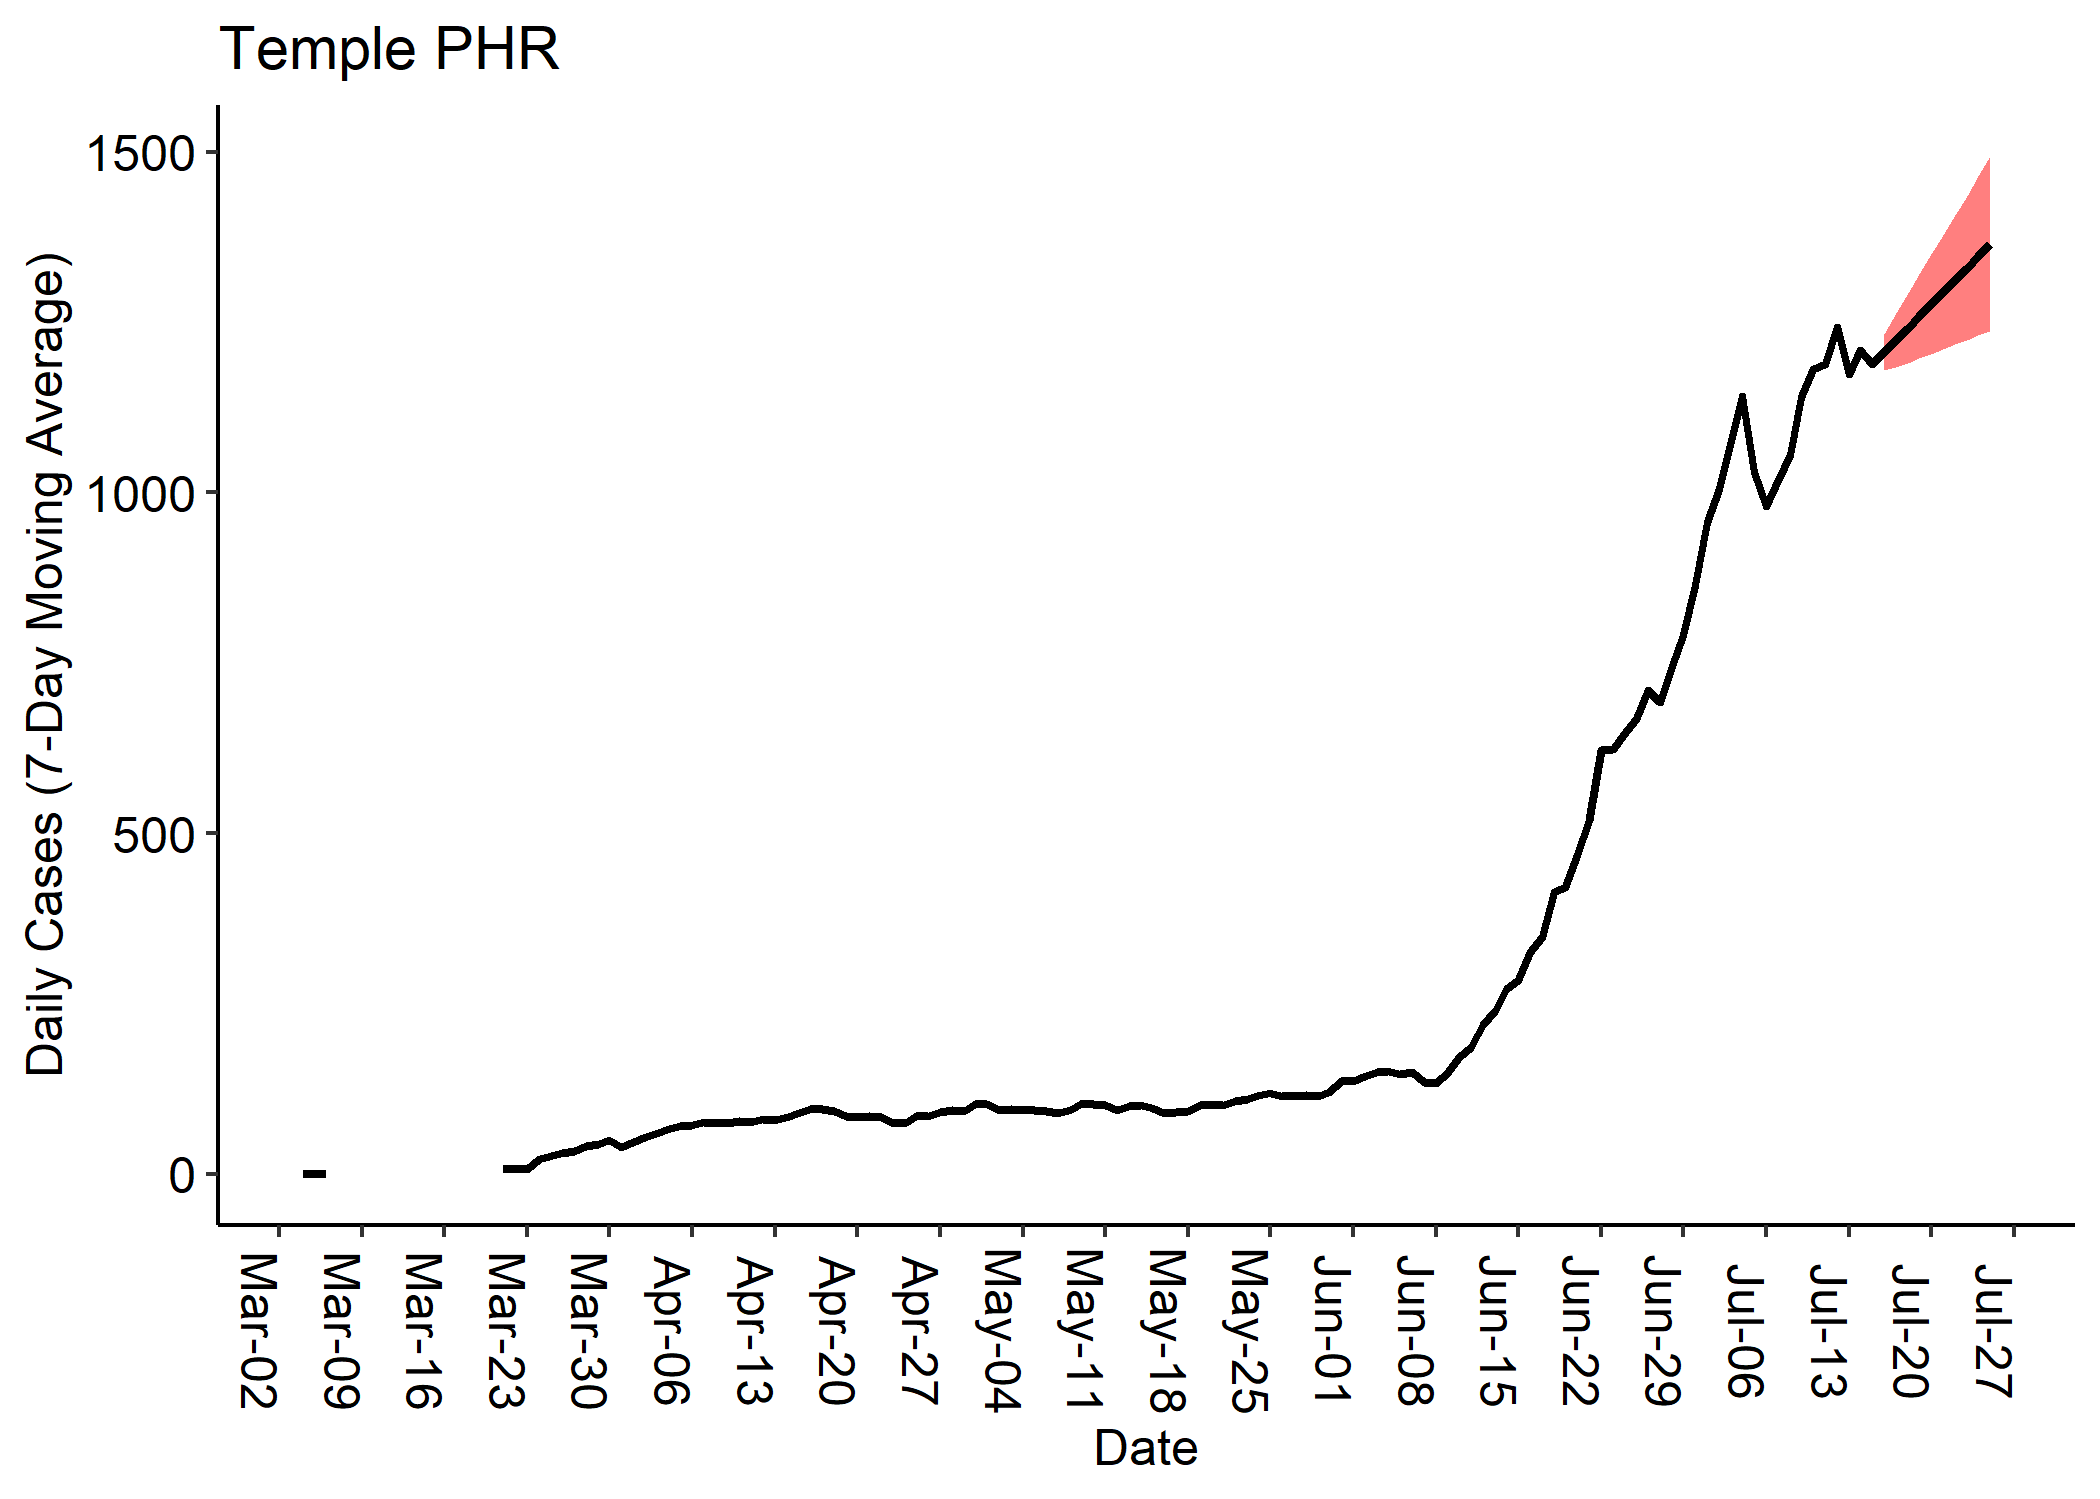 Temple PHR
Daily Cases (7-Day Moving Average)
1500
1000
500
0
Mar-02
Mar-09
Mar-16
Mar-23
Mar-30
Apr-06
Apr-13
Apr-20
Apr-27
May-04
May-11
May-18
May-25
Jun-01
Jun-08
Jun-15
Jun-22
Jun-29
Jul-06
Jul-13
Jul-20
Jul-27
Date